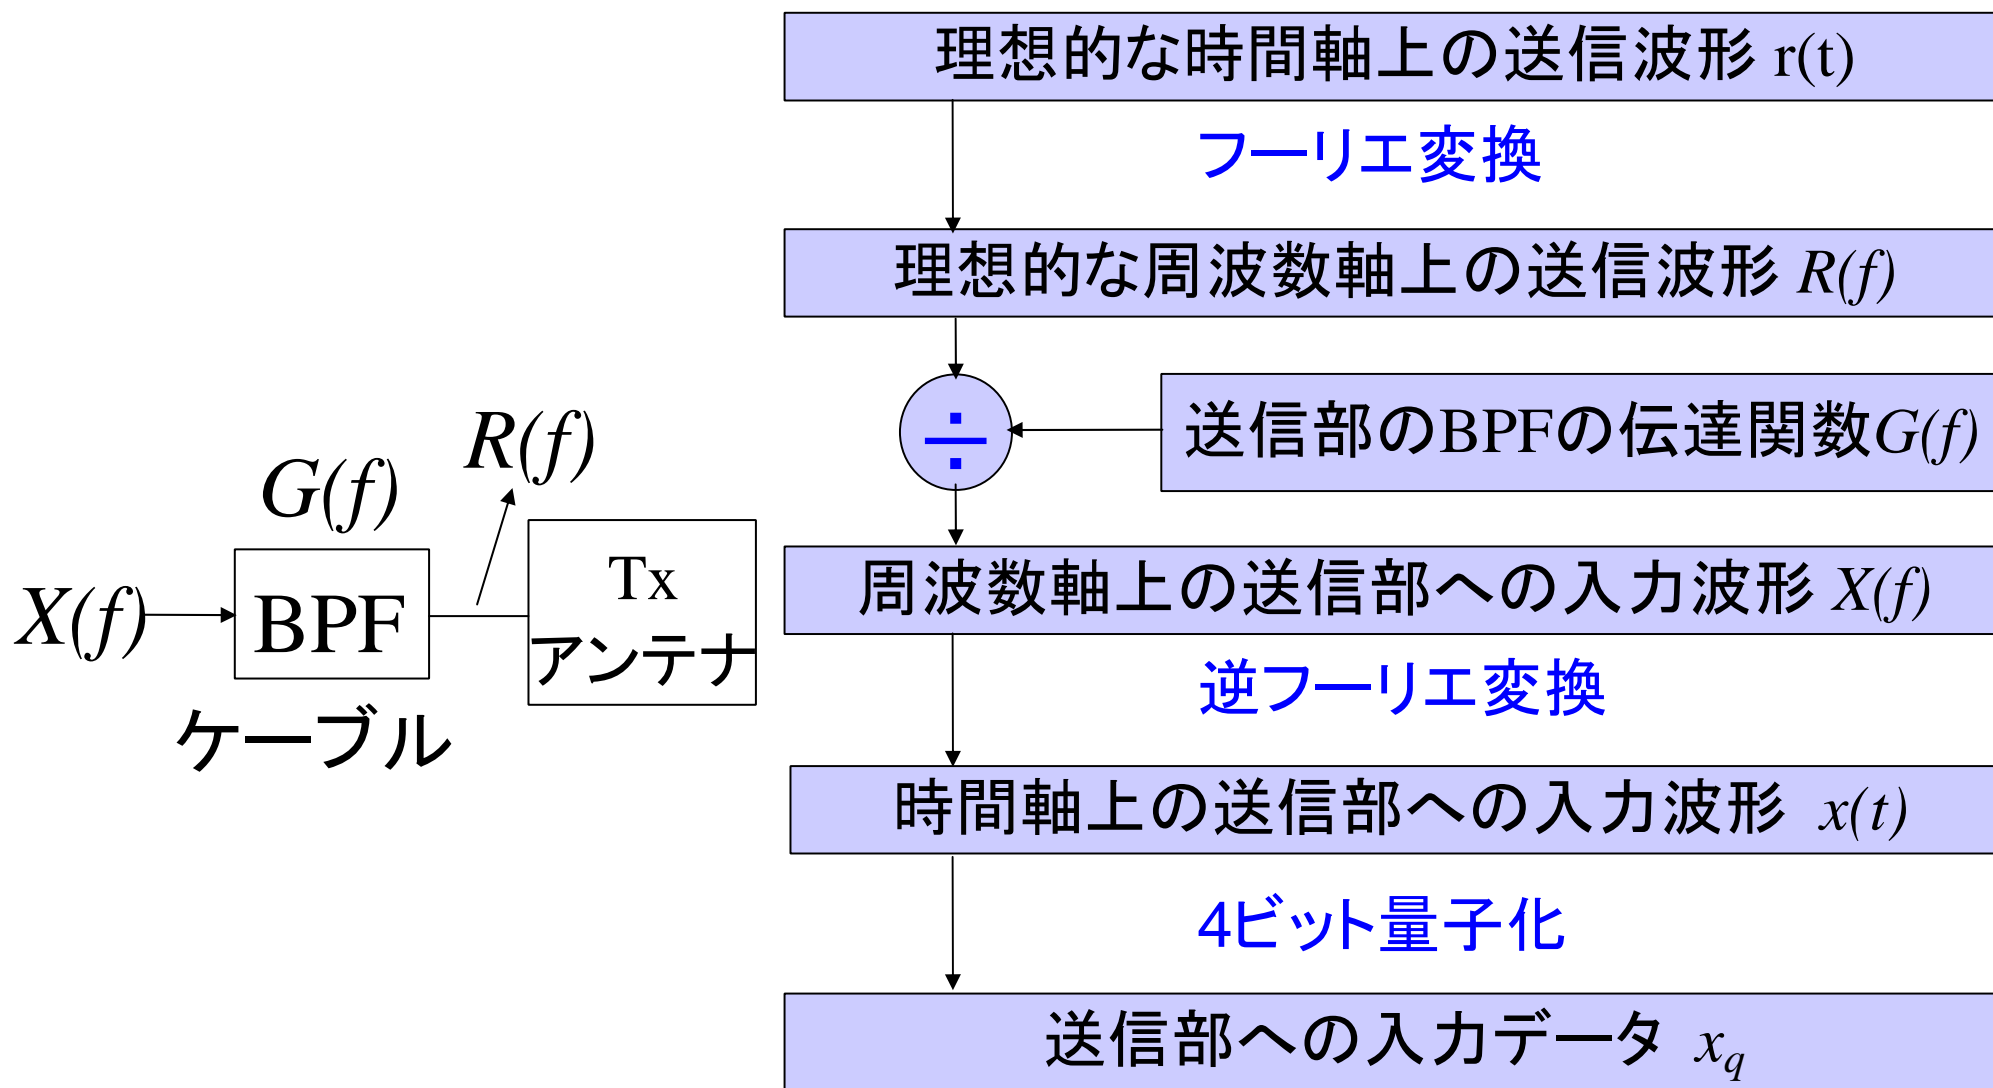 理想的な時間軸上の送信波形 r(t)
フーリエ変換
理想的な周波数軸上の送信波形 R(f)
÷
送信部のBPFの伝達関数G(f)
周波数軸上の送信部への入力波形 X(f)
逆フーリエ変換
時間軸上の送信部への入力波形 x(t)
4ビット量子化
送信部への入力データ x_q
R(f)
G(f)
X(f)
BPF
Tx
アンテナ
ケーブル